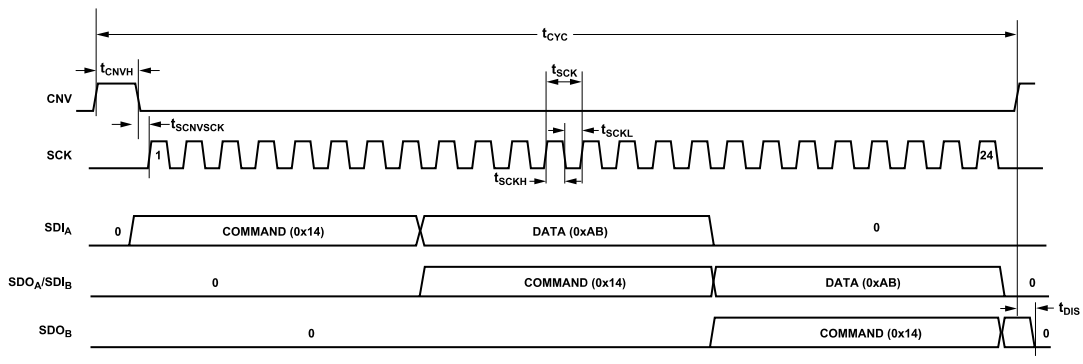 tCYC
tCNVH
tSCK
CNV
tSCNVSCK
tSCKL
SCK
1
24
tSCKH
SDIA
0
COMMAND (0x14)
DATA (0xAB)
0
SDOA/SDIB
0
COMMAND (0x14)
DATA (0xAB)
0
tDIS
SDOB
0
COMMAND (0x14)
0